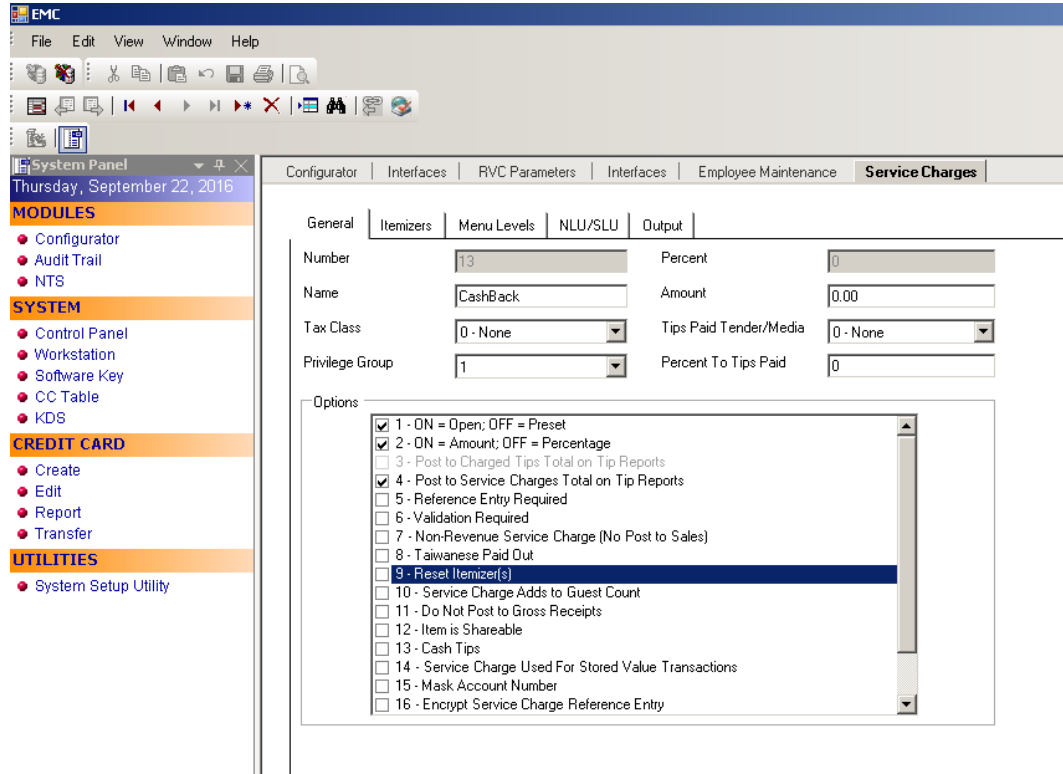 EMC
File Edit View Window Help
System Panel
Thursday, September 22, 2016
MODULES
Configurator
Audit Trail
NTS
SYSTEM
Control Panel
Workstation
Software Key
CC Table
KDS
CREDIT CARD
Create
Edit
Report
Transfer
UTILITIES
System Setup Utility
Configurator Interfaces RVC Parameters Interfaces Employee Maintenance Service Charges
General Itemizers Menu Levels NLU/SLU Output
Number 13 Percent 0
Name CashBack Amount 0.00
Tax Class 0 - None Tips Paid Tender/Media 0 - None
Privilege Group 1 Percent To Tips Paid 0
Options
1 - ON = Open; OFF = Preset
2 - ON = Amount; OFF = Percentage
3 - Post to Charged Tips Total on Tip Reports
4 - Post to Service Charges Total on Tip Reports
5 - Reference Entry Required
6 - Validation Required
7 - Non-Revenue Service Charge (No Post to Sales)
8 - Taiwanese Paid Out
9 - Reset Itemizer(s)
10 - Service Charge Adds to Guest Count
11 - Do Not Post to Gross Receipts
12 - Item is Shareable
13 - Cash Tips
14 - Service Charge Used For Stored Value Transactions
15 - Mask Account Number
16 - Encrypt Service Charge Reference Entry